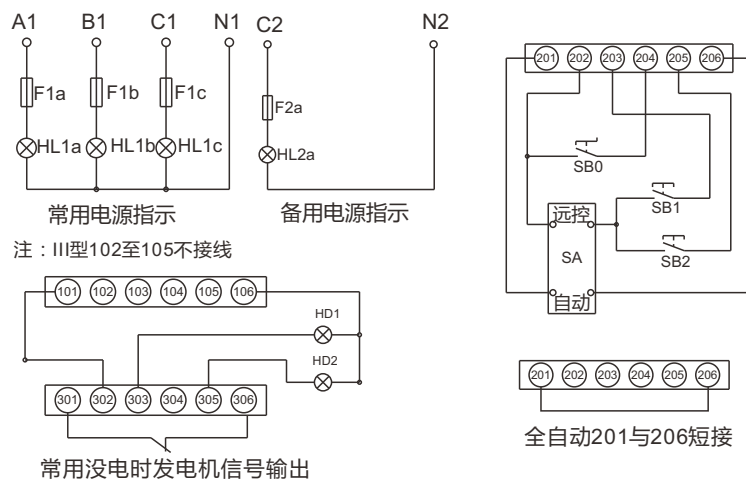 A1 B1 C1 N1 C2 N2
F1a F1b F1c F2a
HL1a HL1b HL1c HL2a
常用电源指示 备用电源指示
注：III型102至105不接线
101 102 103 104 105 106
HD1
HD2
301 302 303 304 305 306
常用没电时发电机信号输出
201 202 203 204 205 206
SB0
SB1
远控
SA
SB2
自动
201 202 203 204 205 206
全自动201与206短接